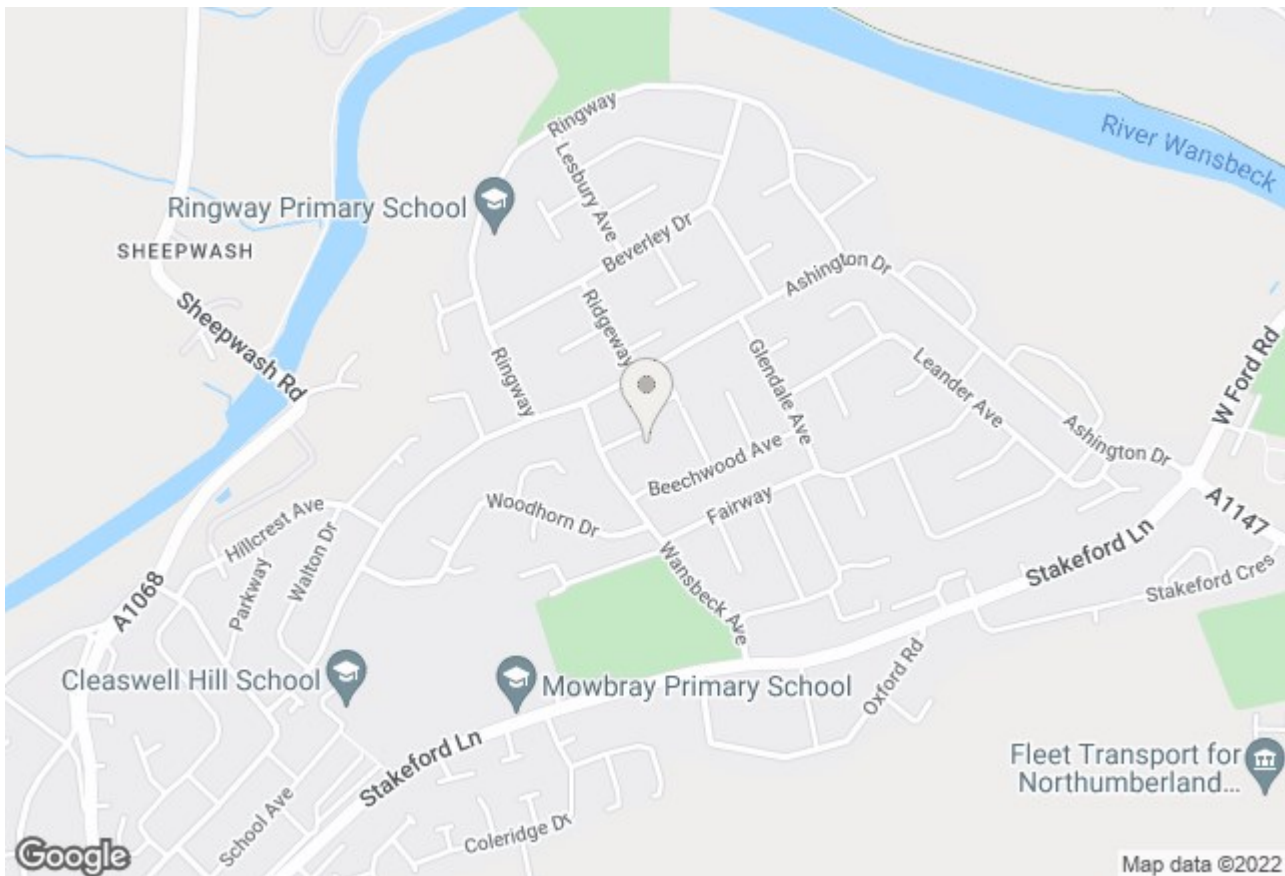 River Wansbeck
Ringway
Lesbury Ave
Ringway Primary School
Beverley Dr
SHEEPWASH
Ashington Dr
Sheepwash Rd
Ridgeway
Ringway
Glendale Ave
Leander Ave
W Ford Rd
Ashington Dr
Beechwood Ave
Fairway
Woodhorn Dr
A1147
Hillcrest Ave
Walton Dr
Parkway
Wansbeck Ave
Stakeford Ln
Stakeford Cres
A1068
Cleaswell Hill School
Mowbray Primary School
Oxford Rd
Stakeford Ln
Fleet Transport for
Northumberland...
School Ave
Coleridge Dr
Google
Map data ©2022